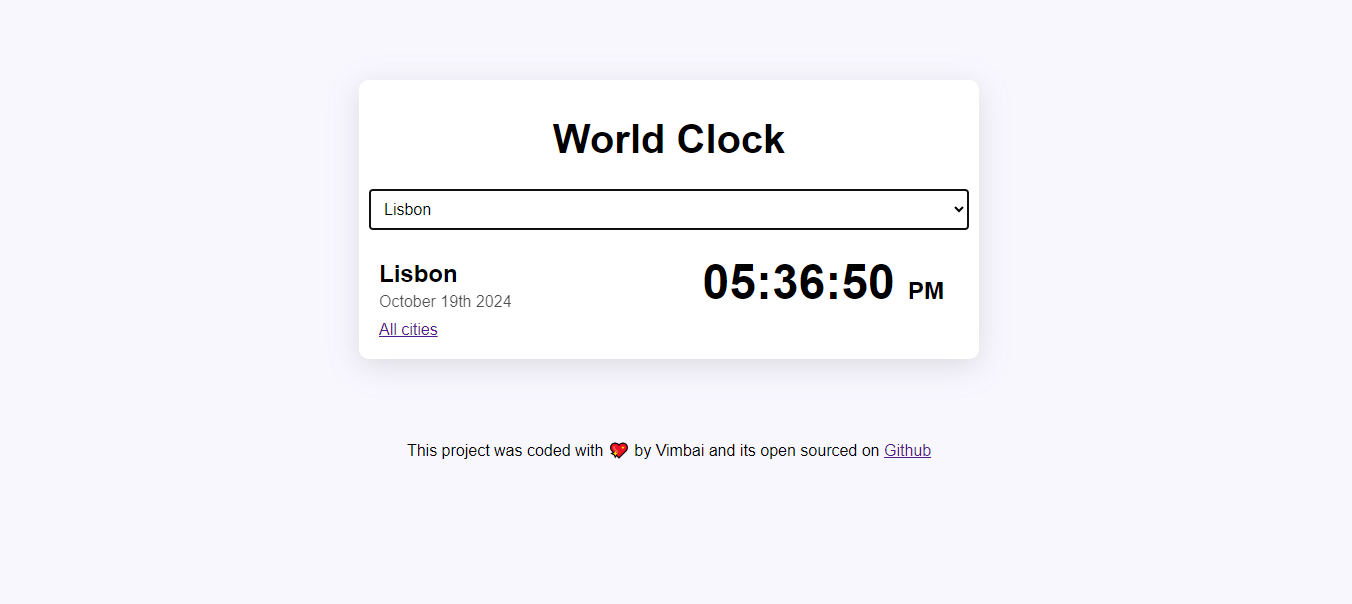 World Clock
Lisbon
Lisbon
05:36:50 PM
October 19th 2024
All cities
This project was coded with 💘 by Vimbai and its open sourced on Github